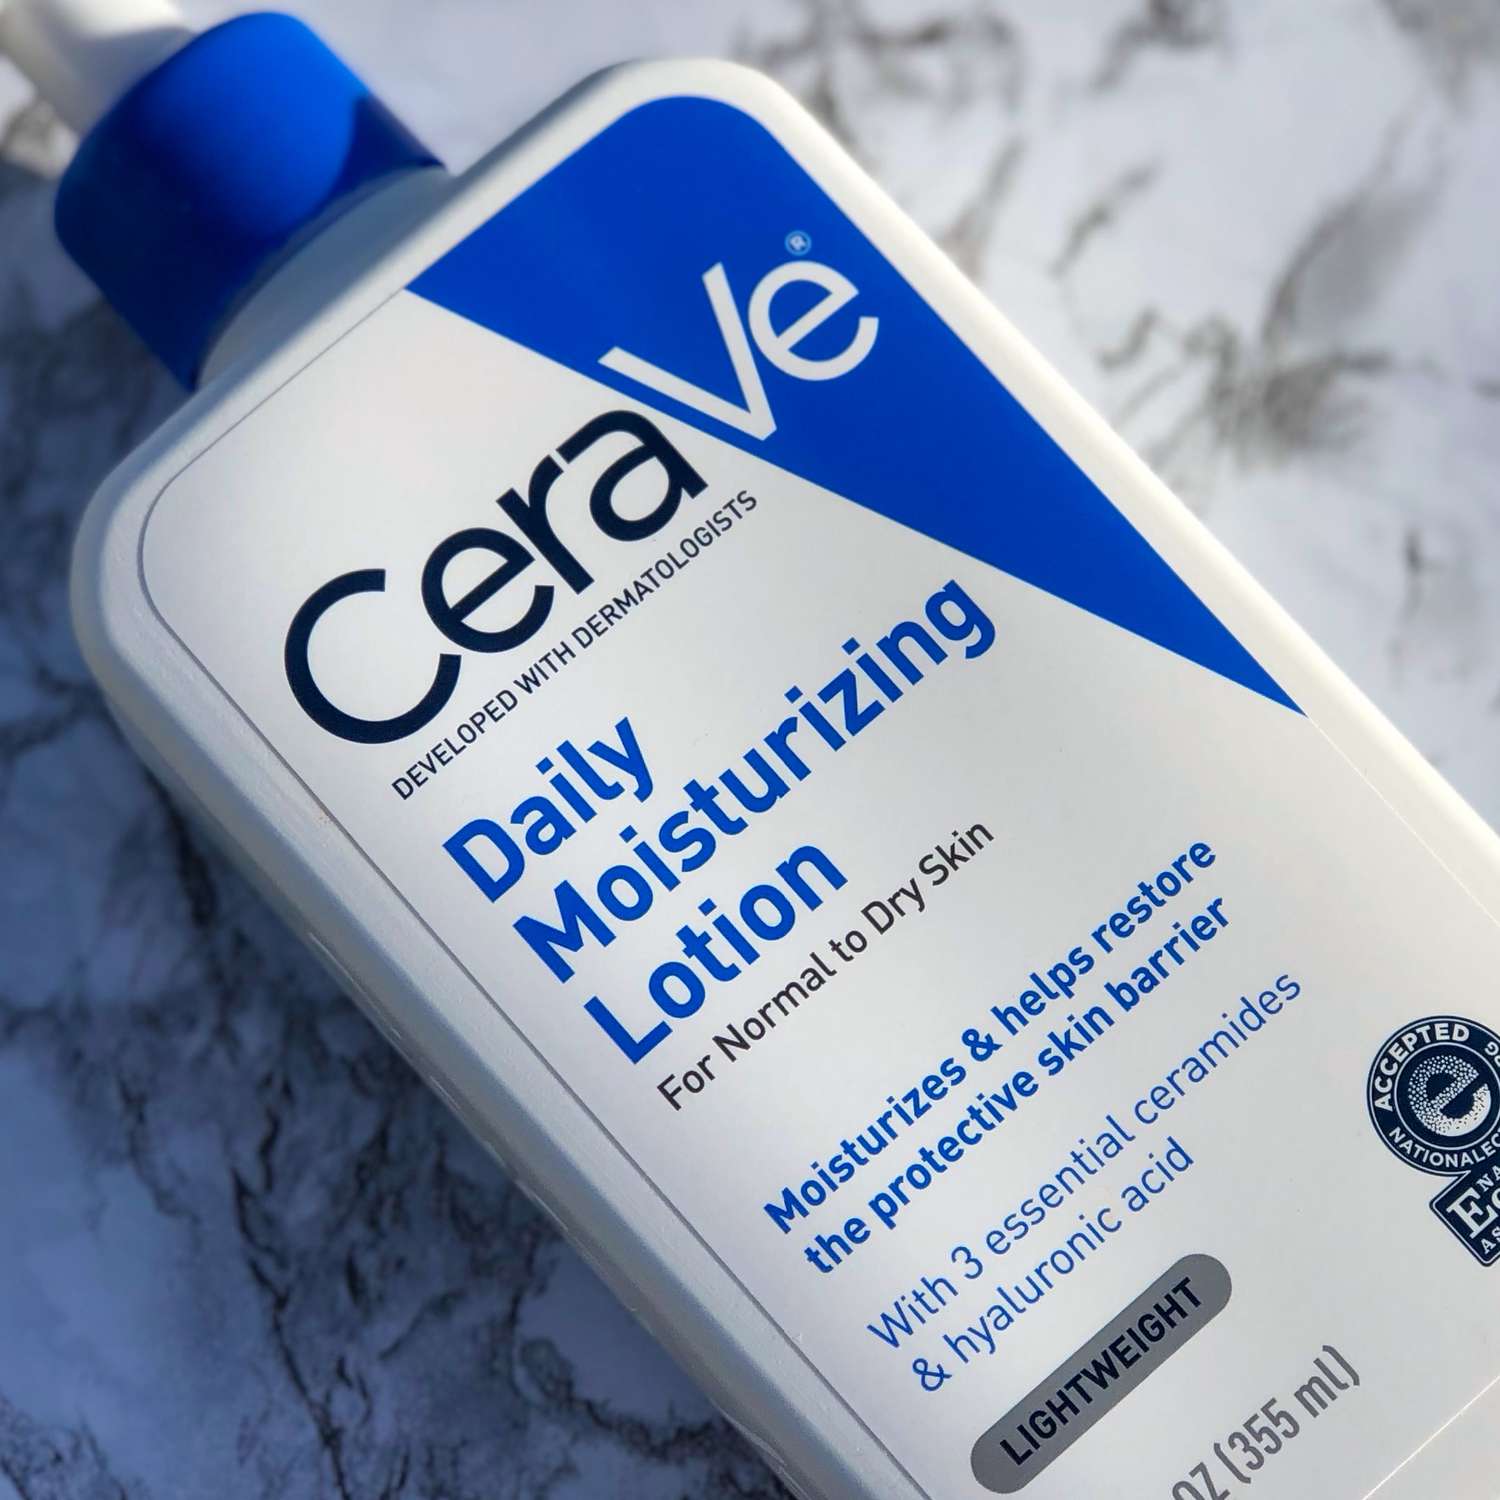 CeraVe®
DEVELOPED WITH DERMATOLOGISTS
Daily
Moisturizing
Lotion
For Normal to Dry Skin
Moisturizes & helps restore
the protective skin barrier
With 3 essential ceramides
& hyaluronic acid
LIGHTWEIGHT
OZ (355 ml)
ACCEPTED
e